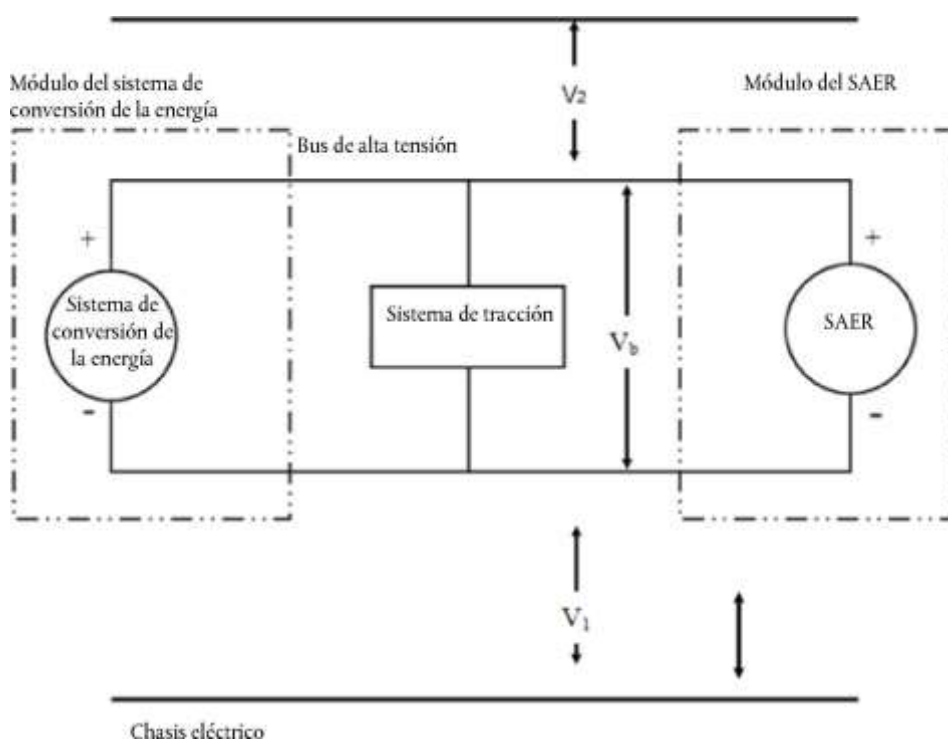 Módulo del sistema de
conversión de la energía
V₂
Módulo del SAER
Bus de alta tensión
+
+
Sistema de
conversión de
la energía
Sistema de tracción
V_b
SAER
-
-
V₁
Chasis eléctrico